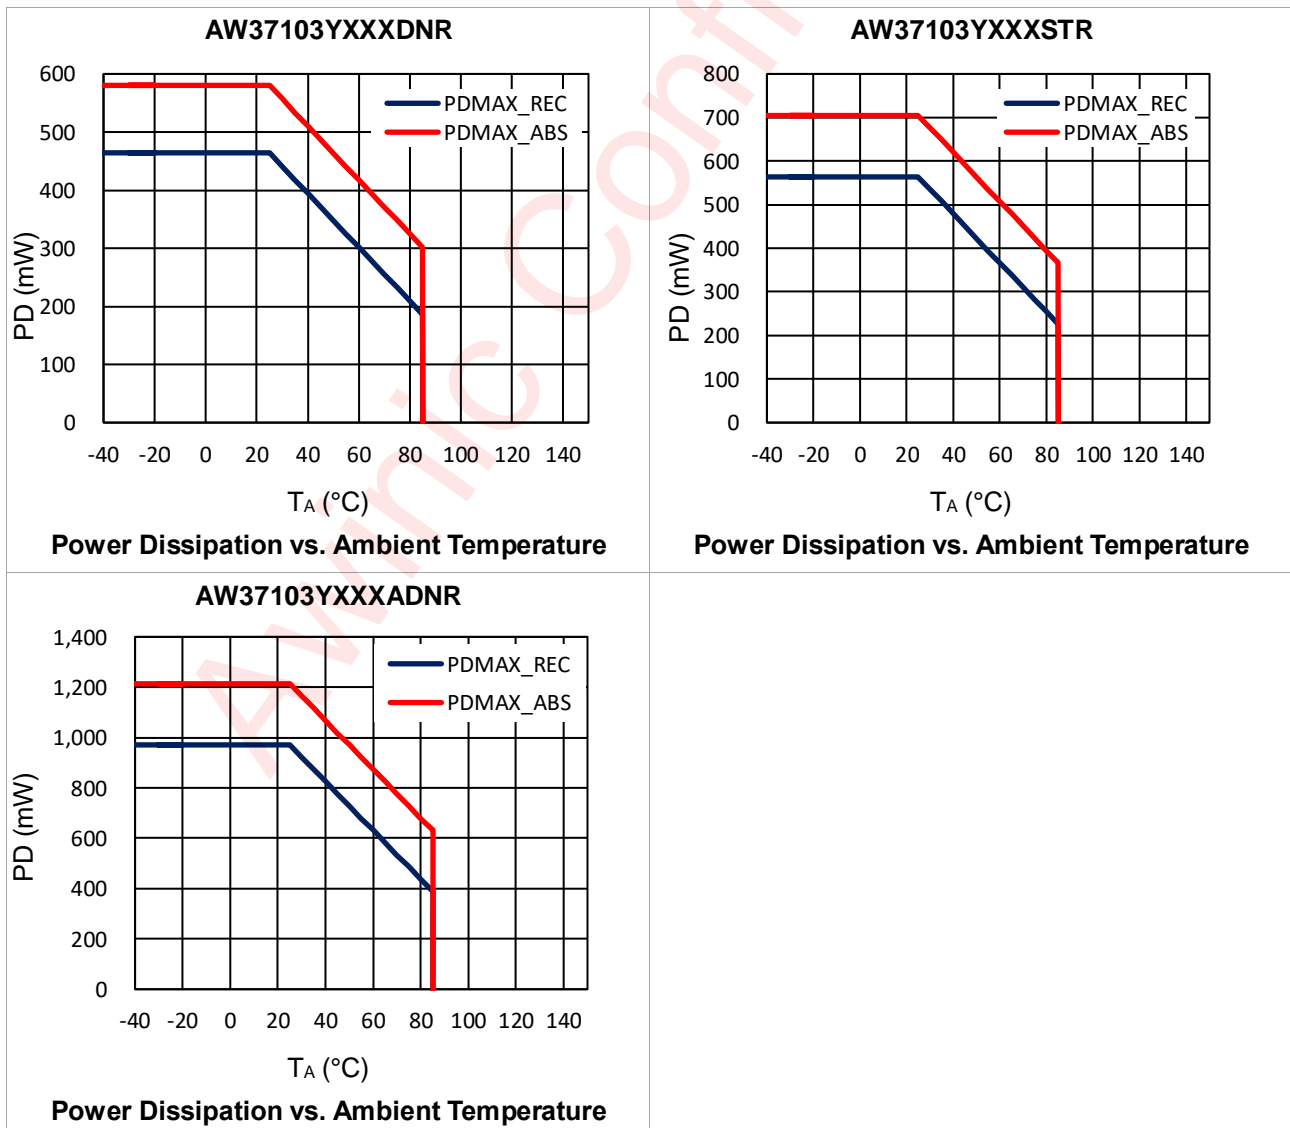 AW37103YXXXDNR
600
500
400
300
200
100
0
PD (mW)
PDMAX_REC
PDMAX_ABS
-40 -20 0 20 40 60 80 100 120 140
TA (°C)
Power Dissipation vs. Ambient Temperature
AW37103YXXXSTR
800
700
600
500
400
300
200
100
0
PD (mW)
PDMAX_REC
PDMAX_ABS
-40 -20 0 20 40 60 80 100 120 140
TA (°C)
Power Dissipation vs. Ambient Temperature
AW37103YXXXADNR
1,400
1,200
1,000
800
600
400
200
0
PD (mW)
PDMAX_REC
PDMAX_ABS
-40 -20 0 20 40 60 80 100 120 140
TA (°C)
Power Dissipation vs. Ambient Temperature
Awinic Confi